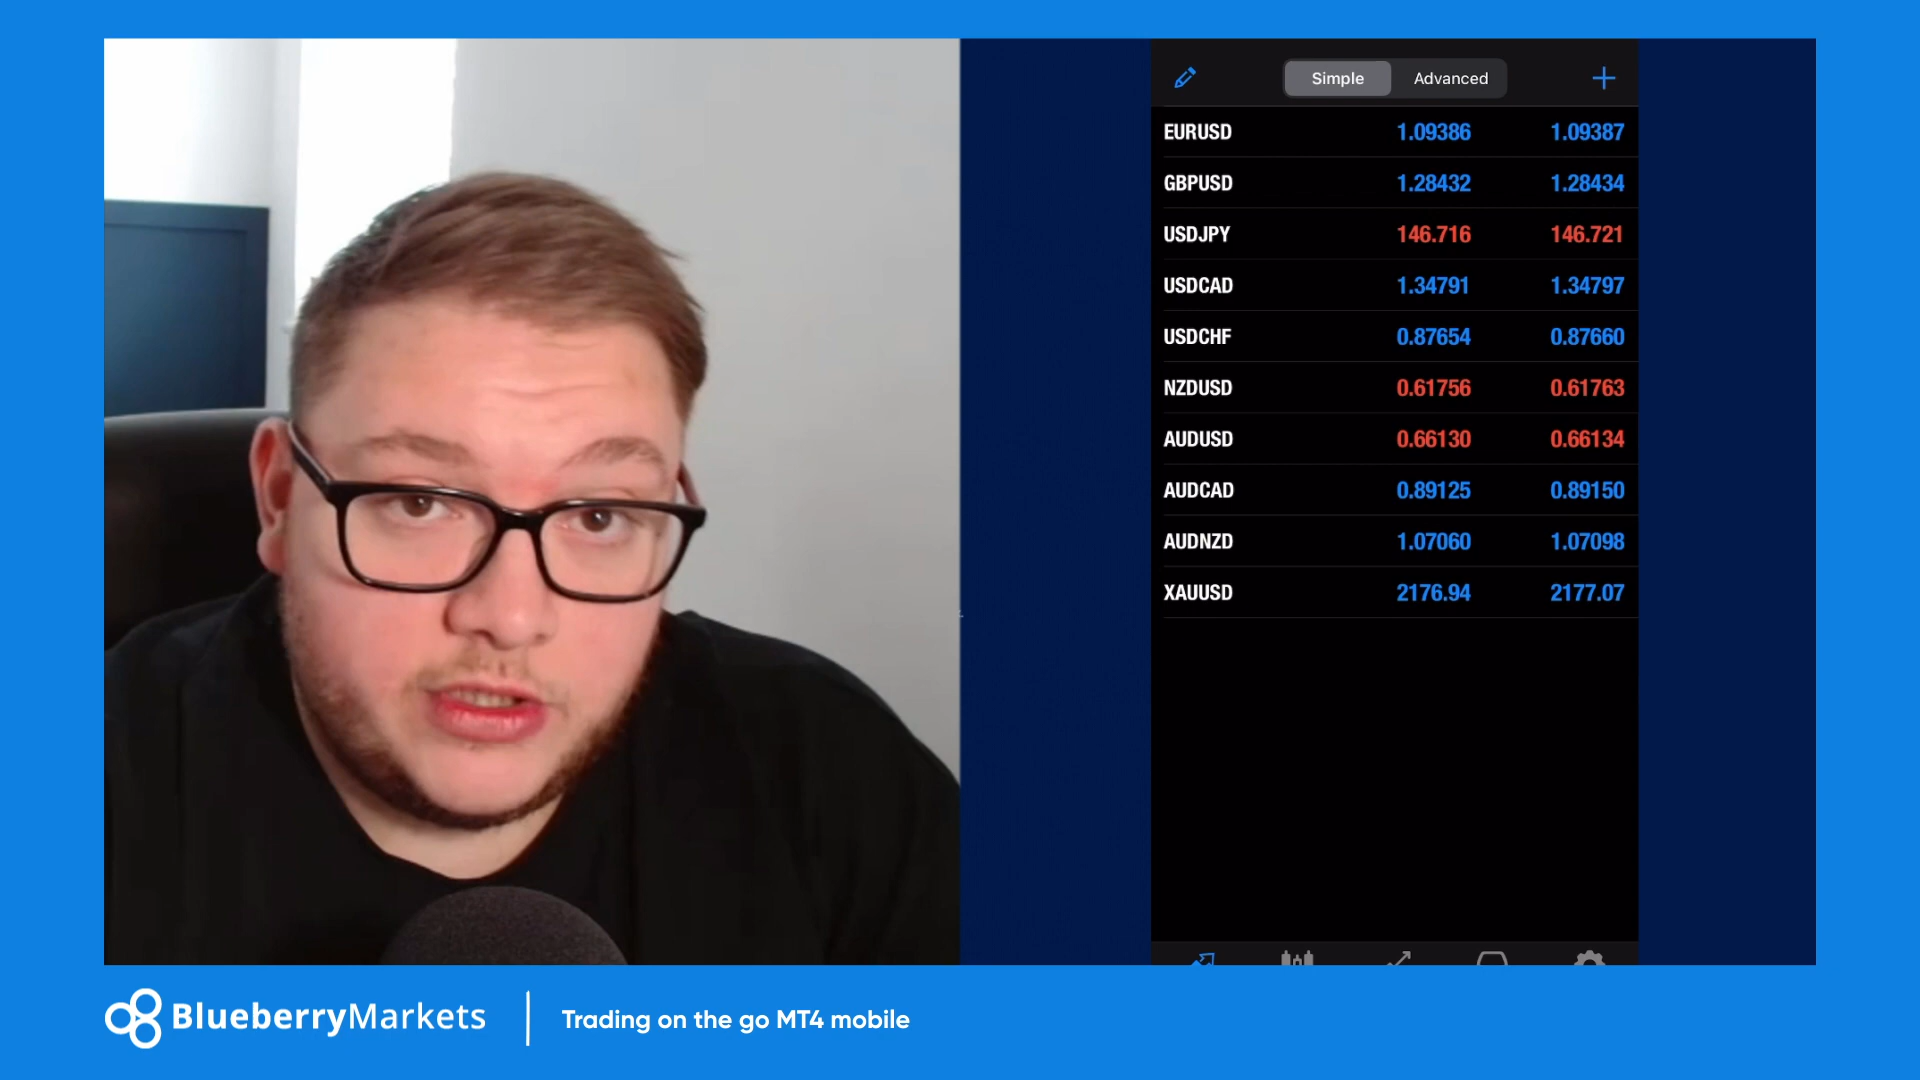 Simple Advanced
EURUSD 1.09386 1.09387
GBPUSD 1.28432 1.28434
USDJPY 146.716 146.721
USDCAD 1.34791 1.34797
USDCHF 0.87654 0.87660
NZDUSD 0.61756 0.61763
AUDUSD 0.66130 0.66134
AUDCAD 0.89125 0.89150
AUDNZD 1.07060 1.07098
XAUUSD 2176.94 2177.07
BlueberryMarkets Trading on the go MT4 mobile